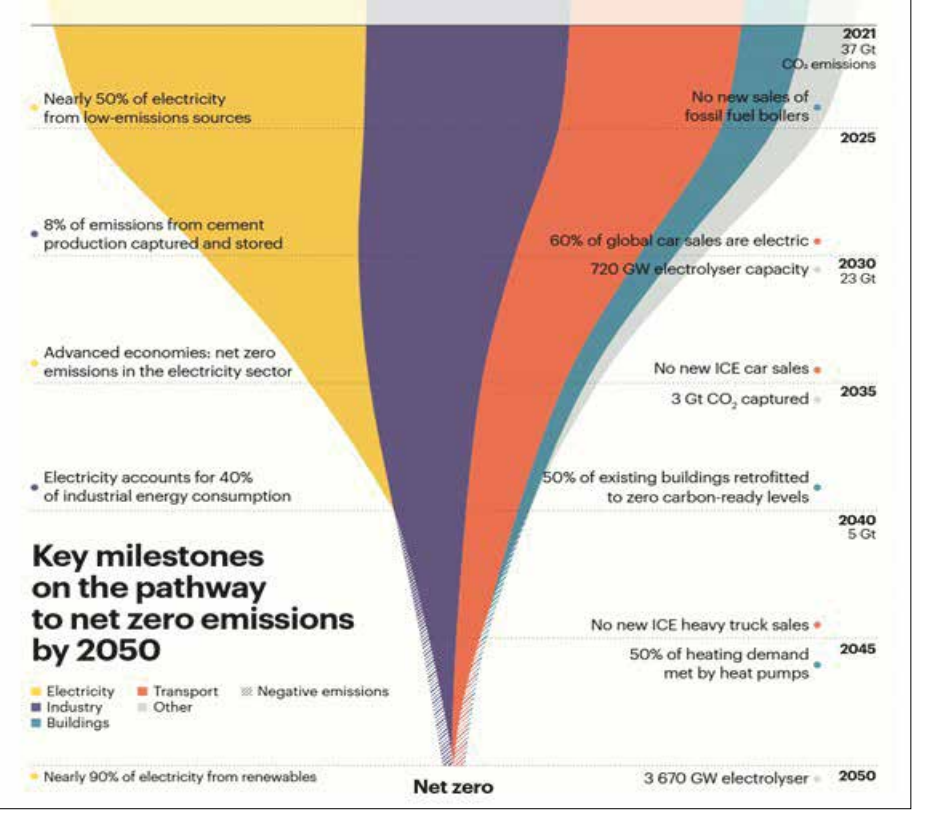 2021
37 Gt
CO₂ emissions
Nearly 50% of electricity
from low-emissions sources
No new sales of
fossil fuel boilers
2025
8% of emissions from cement
production captured and stored
60% of global car sales are electric
720 GW electrolyser capacity
2030
23 Gt
Advanced economies: net zero
emissions in the electricity sector
No new ICE car sales
3 Gt CO₂ captured
2035
Electricity accounts for 40%
of industrial energy consumption
50% of existing buildings retrofitted
to zero carbon-ready levels
2040
5 Gt
Key milestones
on the pathway
to net zero emissions
by 2050
No new ICE heavy truck sales
2045
50% of heating demand
met by heat pumps
Electricity Transport Negative emissions
Industry Other
Buildings
Nearly 90% of electricity from renewables
Net zero
3 670 GW electrolyser
2050